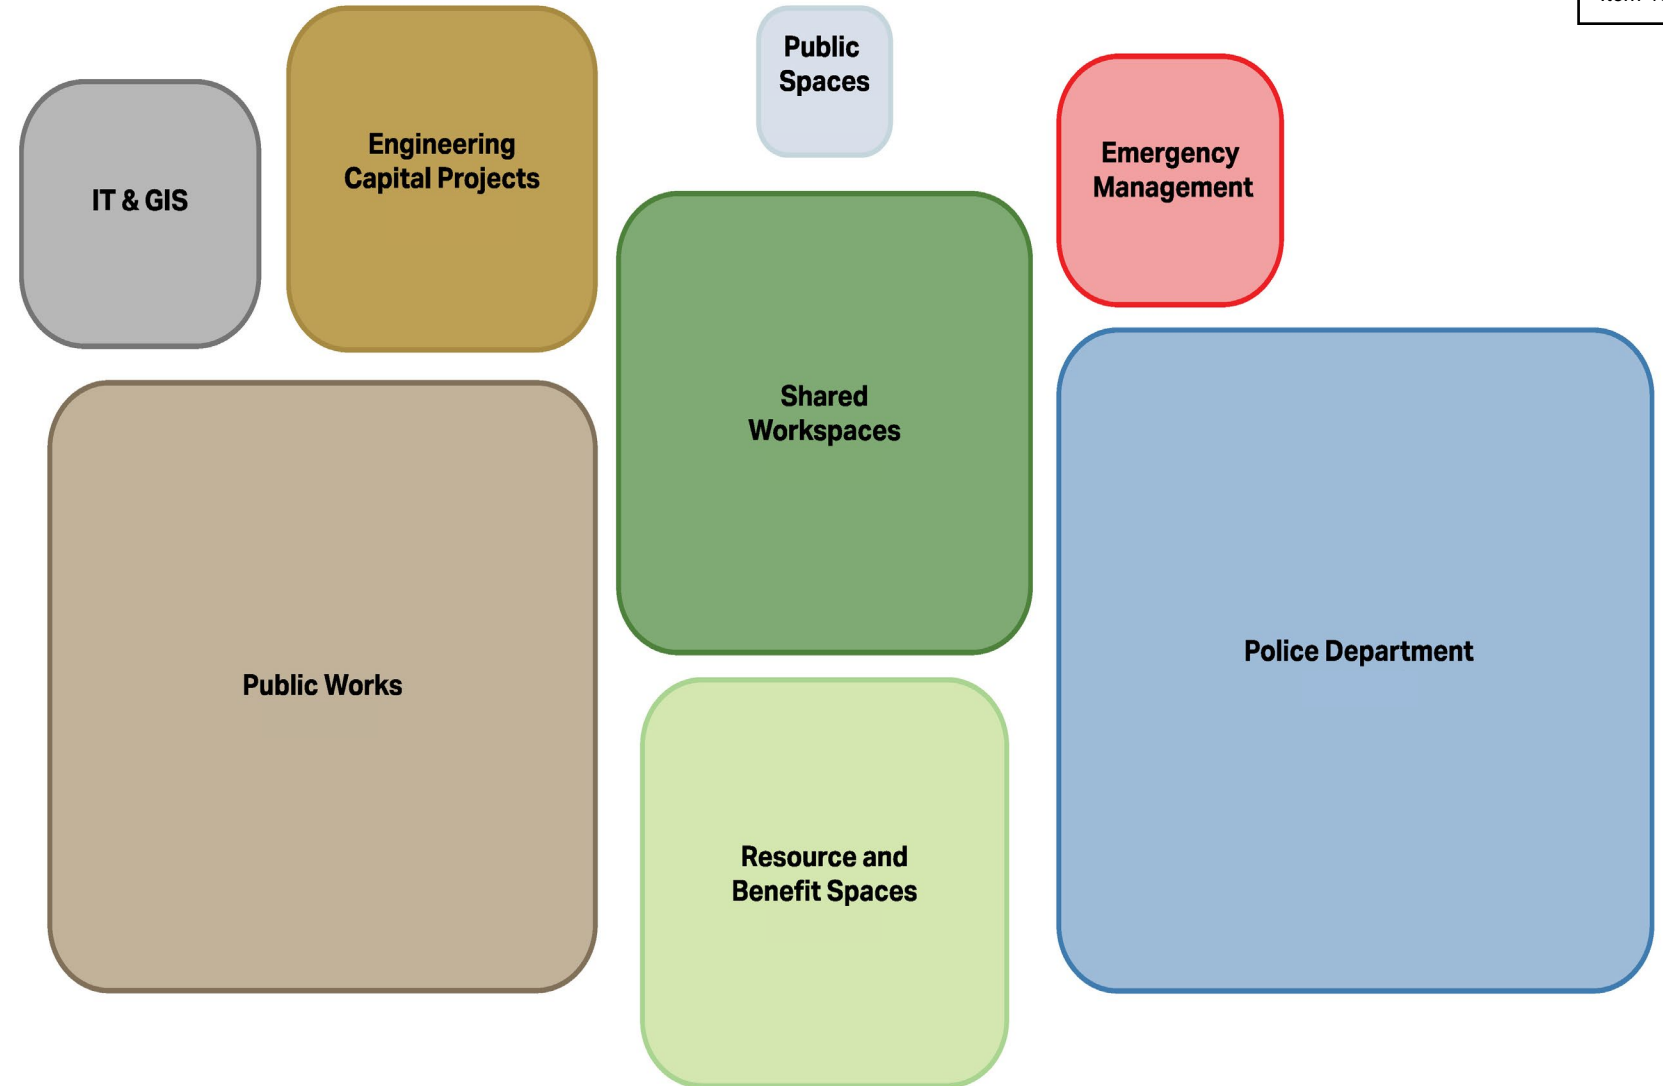 Public
Spaces
Engineering
Capital Projects
Emergency
Management
IT & GIS
Shared
Workspaces
Police Department
Public Works
Resource and
Benefit Spaces